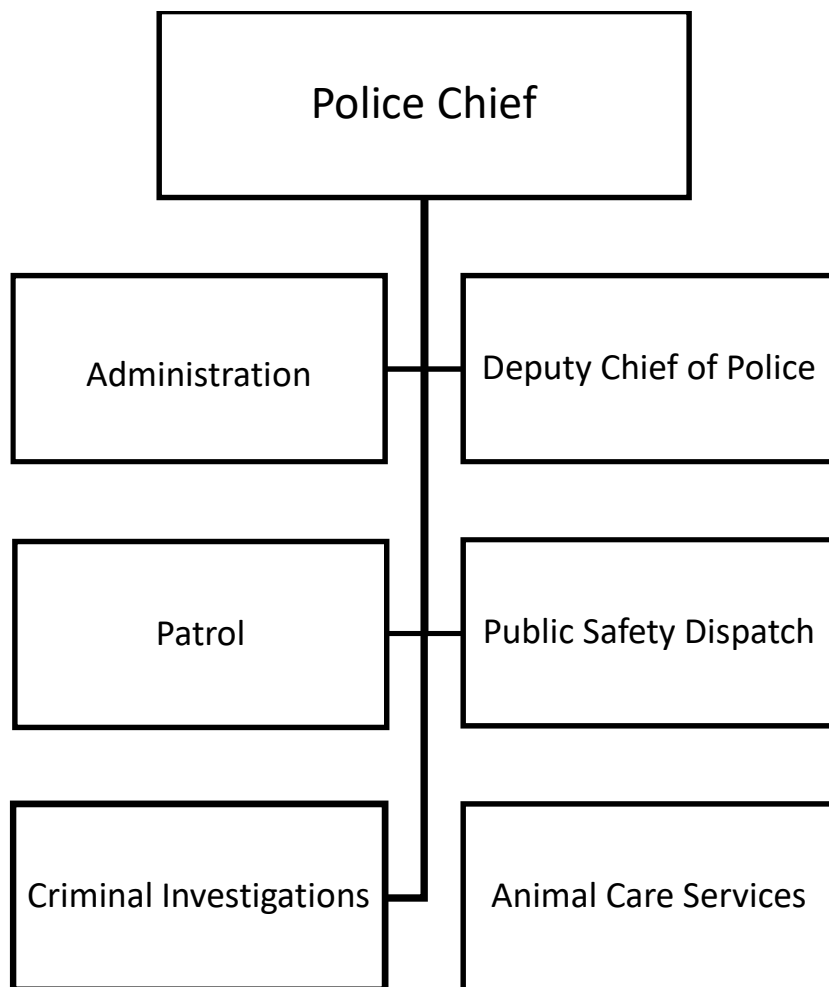 Police Chief
Administration
Deputy Chief of Police
Patrol
Public Safety Dispatch
Criminal Investigations
Animal Care Services